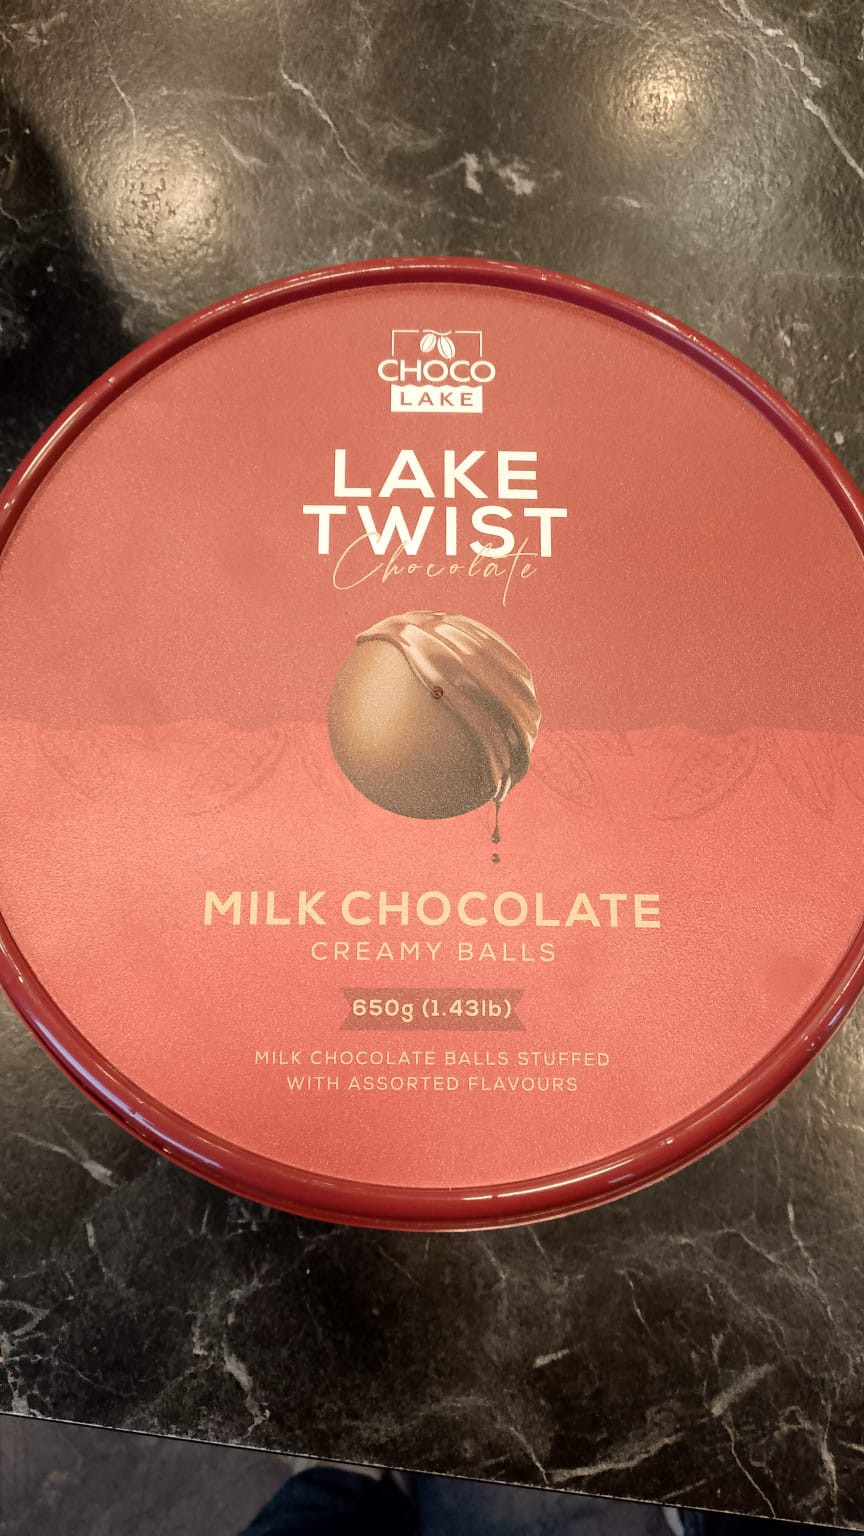 CHOCO
LAKE
LAKE
TWIST
Chocolate
MILK CHOCOLATE
CREAMY BALLS
650g (1.43lb)
MILK CHOCOLATE BALLS STUFFED
WITH ASSORTED FLAVOURS